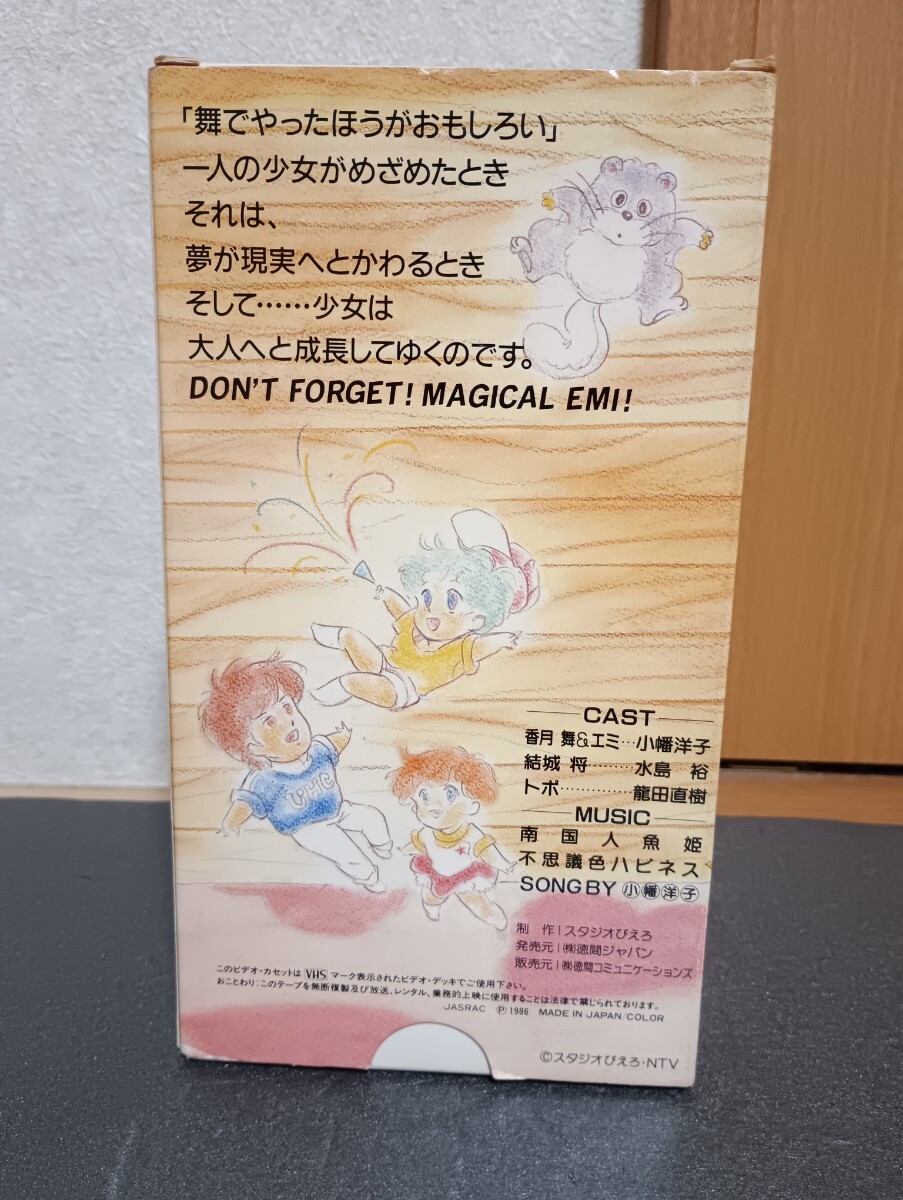 「舞でやったほうがおもしろい」
一人の少女がめざめたとき
それは、
夢が現実へとかわるとき
そして……少女は
大人へと成長してゆくのです。
DON'T FORGET! MAGICAL EMI!
UHC
CAST
香月 舞&エミ…小幡洋子
結城 将………水島 裕
トポ……………龍田直樹
MUSIC
南国人魚姫
不思議色ハピネス
SONG BY 小幡洋子
制 作 | スタジオぴえろ
発売元 | ㈱徳間ジャパン
販売元 | ㈱徳間コミュニケーションズ
このビデオ・カセットは VHS マーク表示されたビデオ・デッキでご使用下さい。
おことわり:このテープを無断複製及び放送、レンタル、業務的上映に使用することは法律で禁じられております。
JASRAC Ⓟ1986 MADE IN JAPAN/COLOR
©スタジオぴえろ・NTV